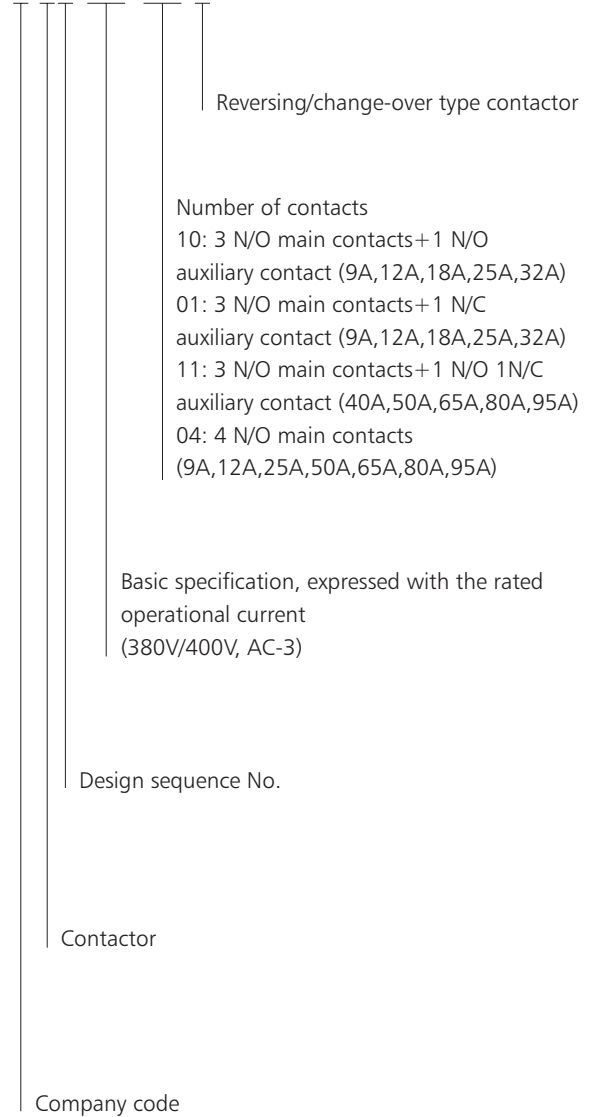 Reversing/change-over type contactor
Number of contacts
10: 3 N/O main contacts+1 N/O
auxiliary contact (9A,12A,18A,25A,32A)
01: 3 N/O main contacts+1 N/C
auxiliary contact (9A,12A,18A,25A,32A)
11: 3 N/O main contacts+1 N/O 1N/C
auxiliary contact (40A,50A,65A,80A,95A)
04: 4 N/O main contacts
(9A,12A,25A,50A,65A,80A,95A)
Basic specification, expressed with the rated
operational current
(380V/400V, AC-3)
Design sequence No.
Contactor
Company code